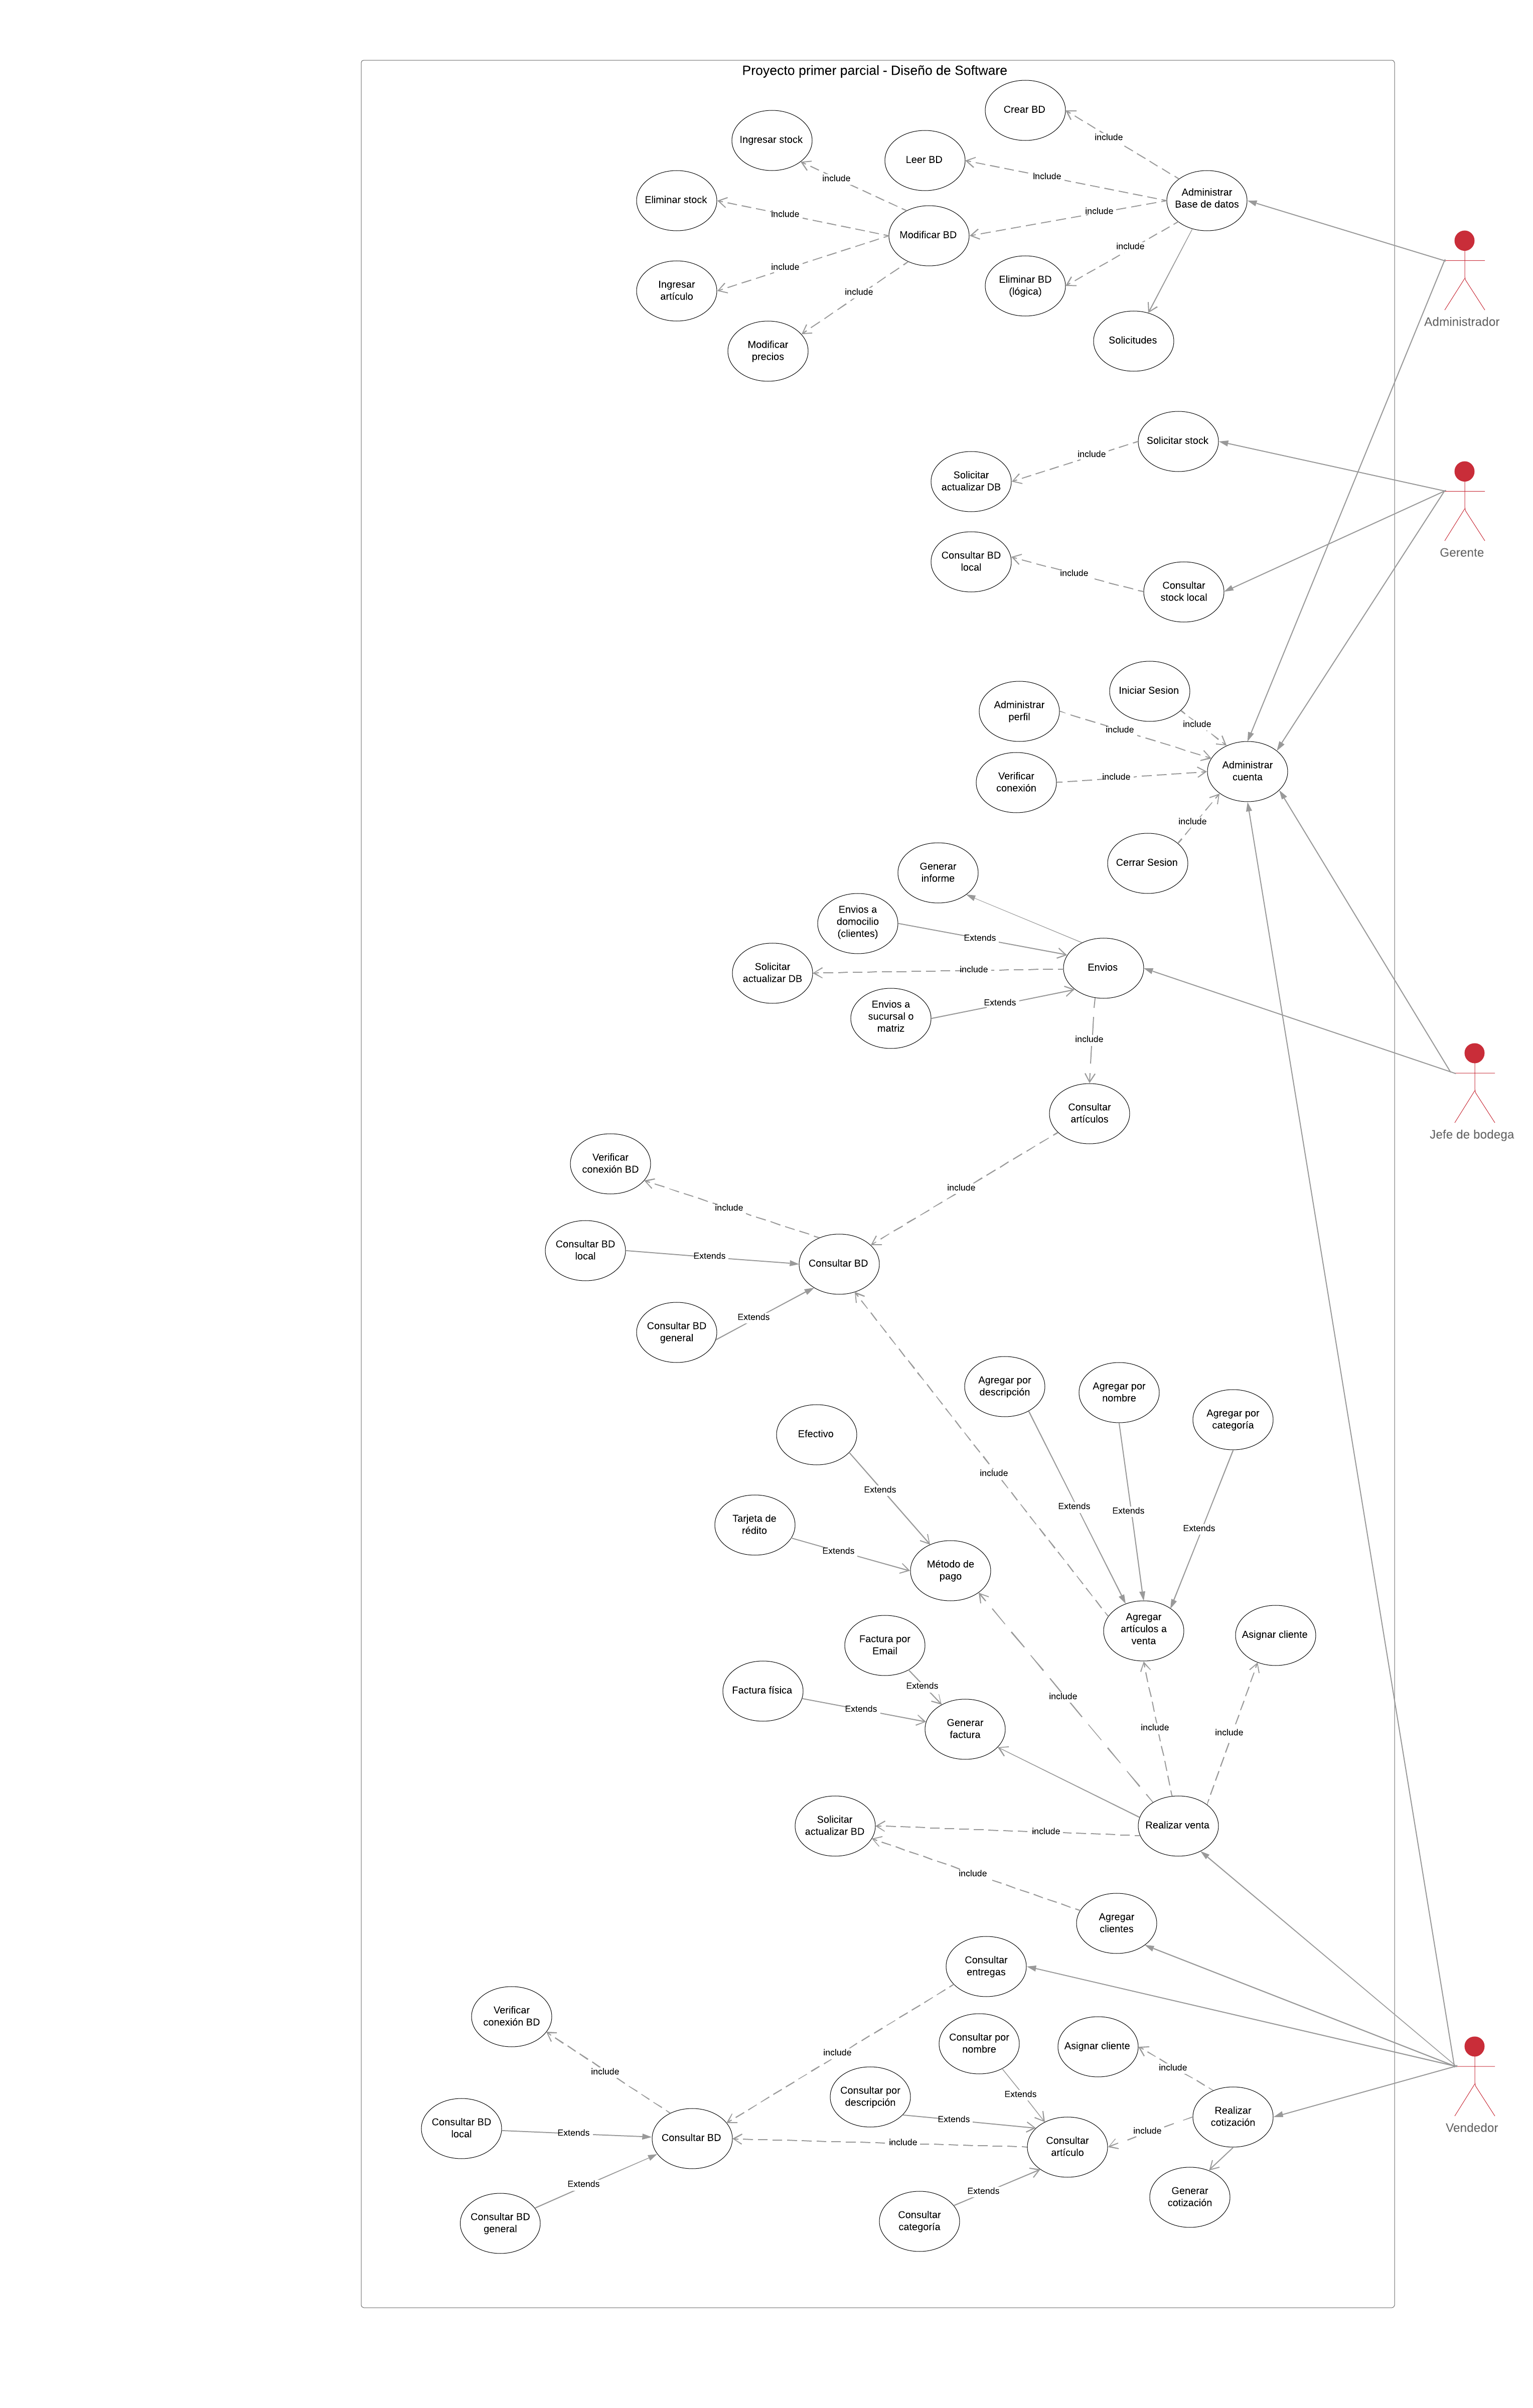 Proyecto primer parcial - Diseño de Software
Crear BD
include
Ingresar stock
include
Leer BD
Include
Administrar
Base de datos
Eliminar stock
Include
Modificar BD
include
include
Ingresar
artículo
include
include
Eliminar BD
(lógica)
Modificar
precios
Solicitudes
Administrador
Solicitar stock
include
Solicitar
actualizar DB
Gerente
Consultar BD
local
include
Consultar
stock local
Iniciar Sesion
include
Administrar
perfil
include
Verificar
conexión
include
Administrar
cuenta
include
Cerrar Sesion
Generar
informe
Envios a
domocilio
(clientes)
Extends
Solicitar
actualizar DB
include
Envios
Envios a
sucursal o
matriz
Extends
include
Consultar
artículos
Jefe de bodega
Verificar
conexión BD
include
include
Consultar BD
local
Extends
Consultar BD
Consultar BD
general
Extends
Agregar por
descripción
Agregar por
nombre
Agregar por
categoría
Efectivo
include
Extends
Extends
Extends
Extends
Tarjeta de
rédito
Extends
Método de
pago
Agregar
artículos a
venta
Asignar cliente
Factura por
Email
Extends
Factura física
Extends
include
Generar
factura
include
include
Solicitar
actualizar BD
include
Realizar venta
include
Agregar
clientes
Consultar
entregas
Verificar
conexión BD
include
include
Consultar por
nombre
Extends
Asignar cliente
include
Consultar por
descripción
Extends
Realizar
cotización
Vendedor
Consultar BD
local
Extends
Consultar BD
include
Consultar
artículo
include
Consultar BD
general
Extends
Consultar
categoría
Extends
Generar
cotización